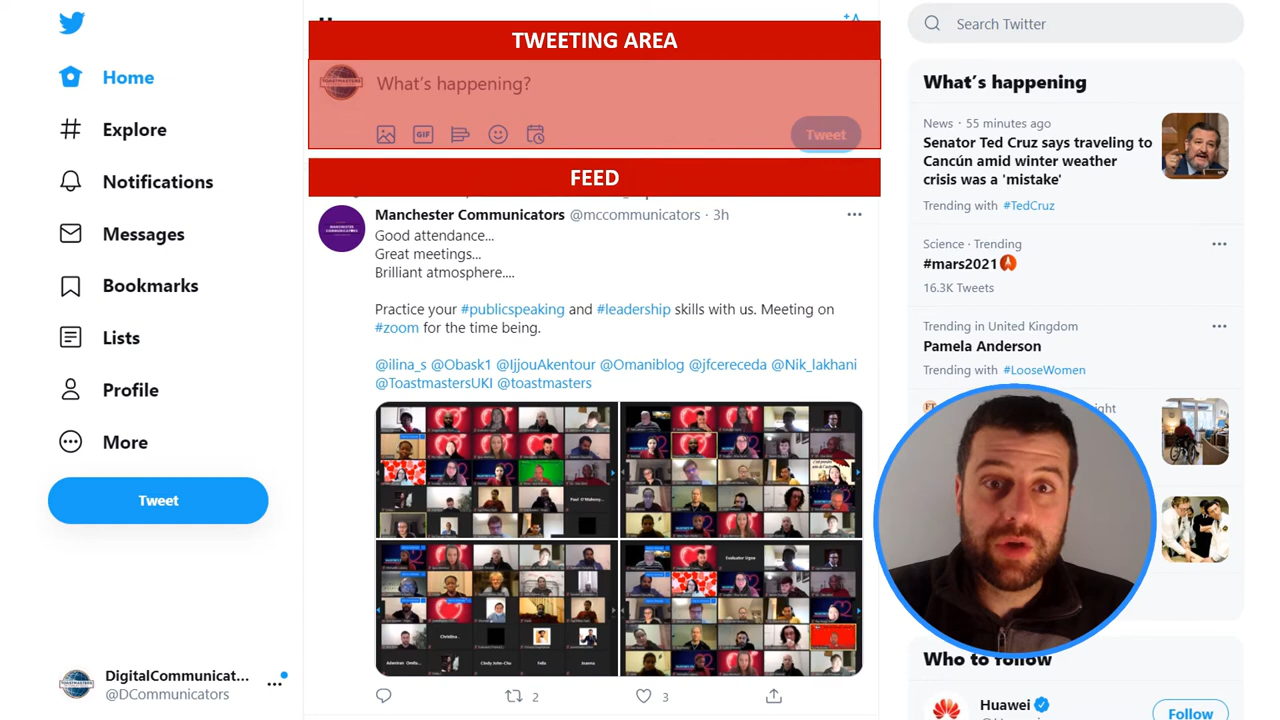 TWEETING AREA
What's happening?
GIF
Tweet
FEED
Manchester Communicators @mccommunicators · 3h
Good attendance...
Great meetings...
Brilliant atmosphere....
Practice your #publicspeaking and #leadership skills with us. Meeting on
#zoom for the time being.
@ilina_s @Obask1 @IjjouAkentour @Omaniblog @jfcereceda @Nik_lakhani
@ToastmastersUKI @toastmasters
2
3
Home
Explore
Notifications
Messages
Bookmarks
Lists
Profile
More
Tweet
DigitalCommunicat...
@DCommunicators
Search Twitter
What's happening
News · 55 minutes ago
Senator Ted Cruz says traveling to
Cancún amid winter weather
crisis was a 'mistake'
Trending with #TedCruz
Science · Trending
#mars2021
16.3K Tweets
Trending in United Kingdom
Pamela Anderson
Trending with #LooseWomen
Who to follow
Huawei
Follow